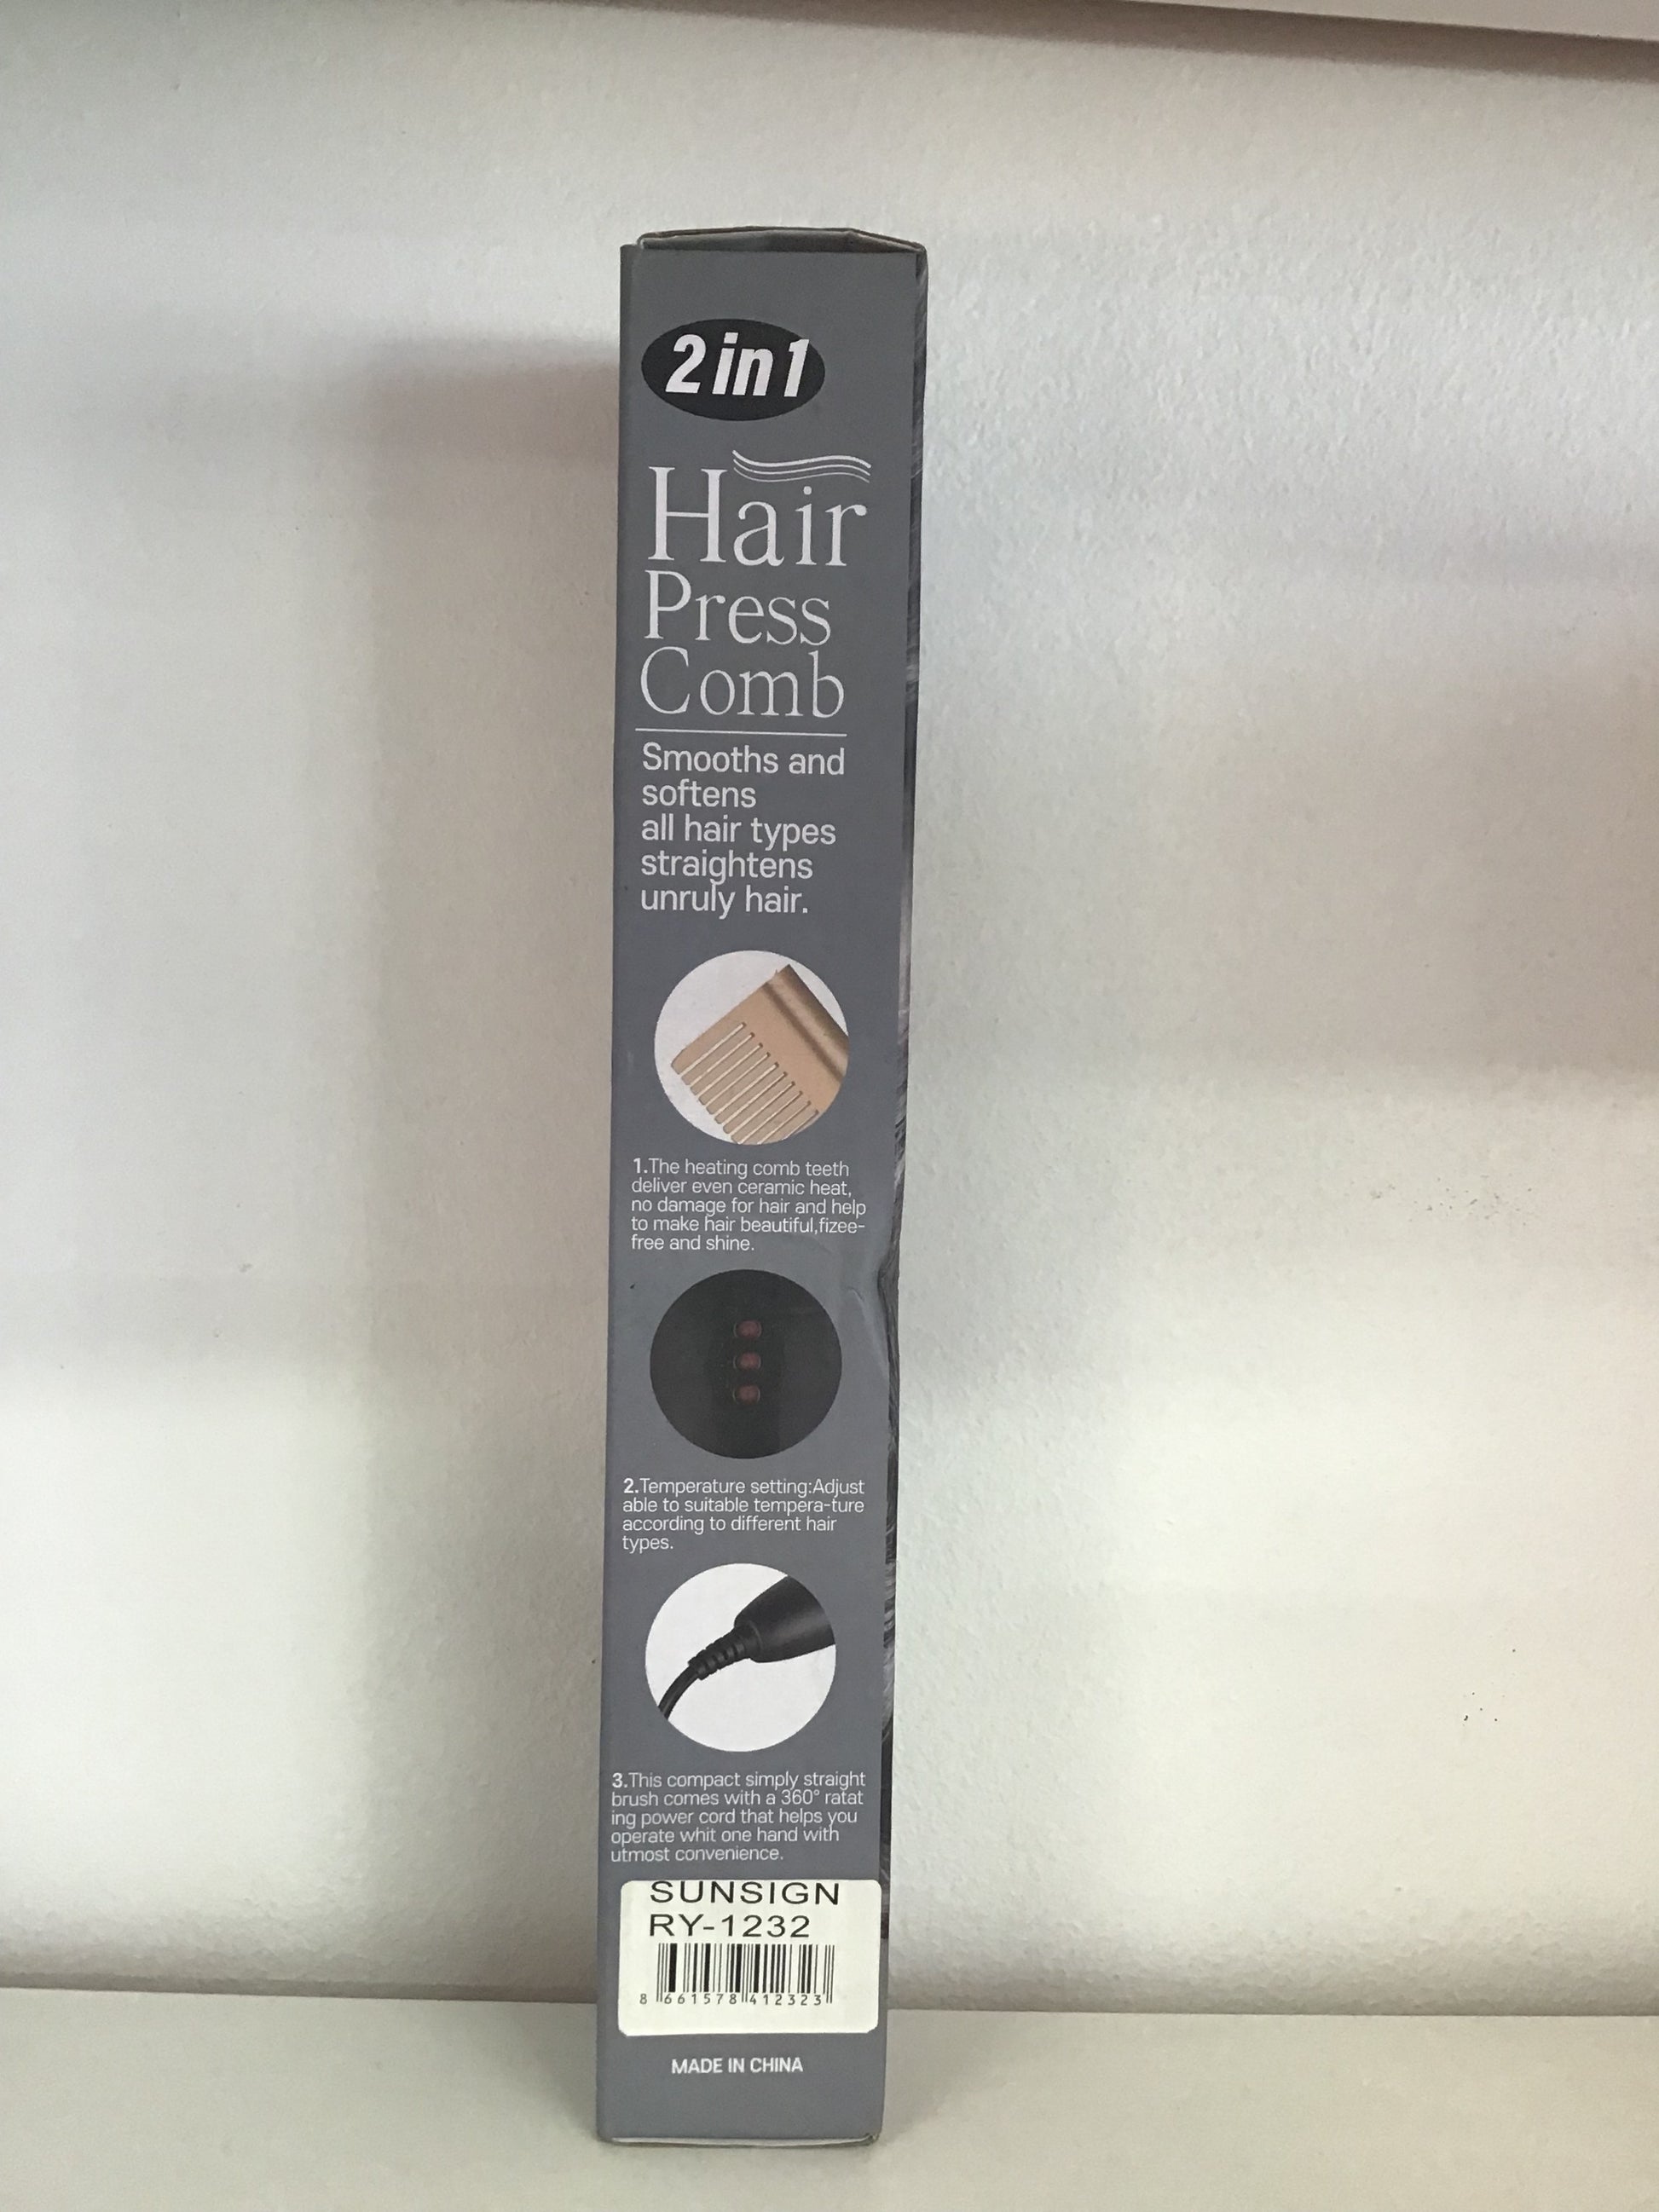 2 in 1
Hair
Press
Comb
Smooths and
softens
all hair types
straightens
unruly hair.
1.The heating comb teeth
deliver even ceramic heat,
no damage for hair and help
to make hair beautiful,fizee-
free and shine.
2.Temperature setting:Adjust
able to suitable tempera-ture
according to different hair
types.
3.This compact simply straight
brush comes with a 360° ratat
ing power cord that helps you
operate whit one hand with
utmost convenience.
SUNSIGN
RY-1232
8 661578 412323
MADE IN CHINA